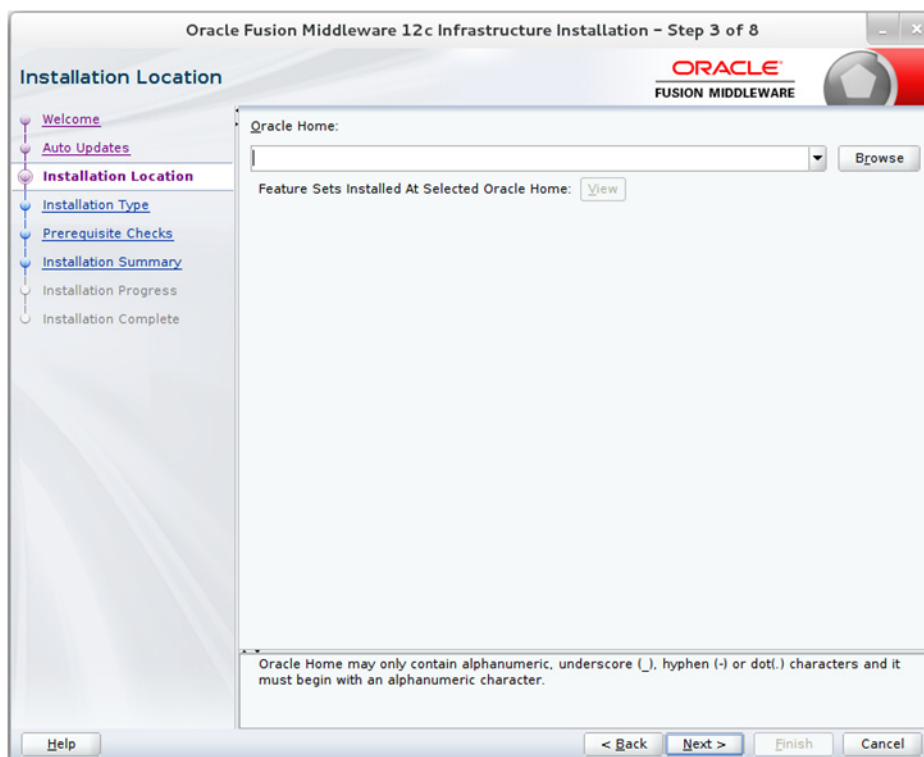 Oracle Fusion Middleware 12c Infrastructure Installation – Step 3 of 8
Installation Location
ORACLE
FUSION MIDDLEWARE
Welcome
Auto Updates
Installation Location
Installation Type
Prerequisite Checks
Installation Summary
Installation Progress
Installation Complete
Oracle Home:
Browse
Feature Sets Installed At Selected Oracle Home: View
Oracle Home may only contain alphanumeric, underscore (_), hyphen (-) or dot(.) characters and it
must begin with an alphanumeric character.
Help
< Back Next > Finish Cancel